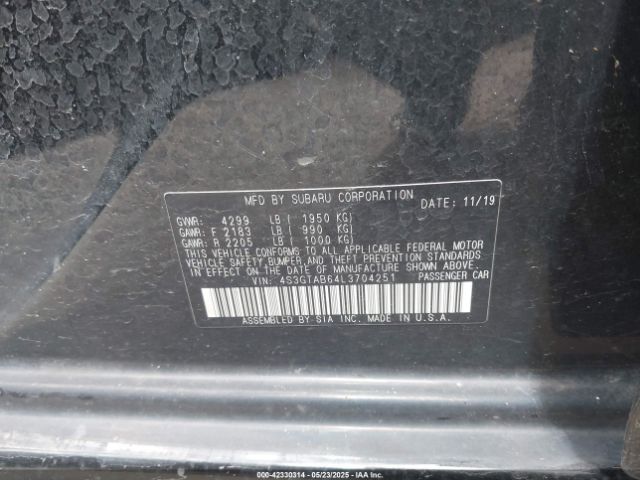 MFD BY SUBARU CORPORATION DATE: 11/19
GVWR: 4299 LB ( 1950 KG)
GAWR: F 2183 LB ( 990 KG)
GAWR: R 2205 LB ( 1000 KG)
THIS VEHICLE CONFORMS TO ALL APPLICABLE FEDERAL MOTOR
VEHICLE SAFETY,BUMPER,AND THEFT PREVENTION STANDARDS
IN EFFECT ON THE DATE OF MANUFACTURE SHOWN ABOVE.
VIN: 4S3GTAB64L3704251 PASSENGER CAR
ASSEMBLED BY SIA INC. MADE IN U.S.A.
000-42330314 - 05/23/2025 - IAA Inc.